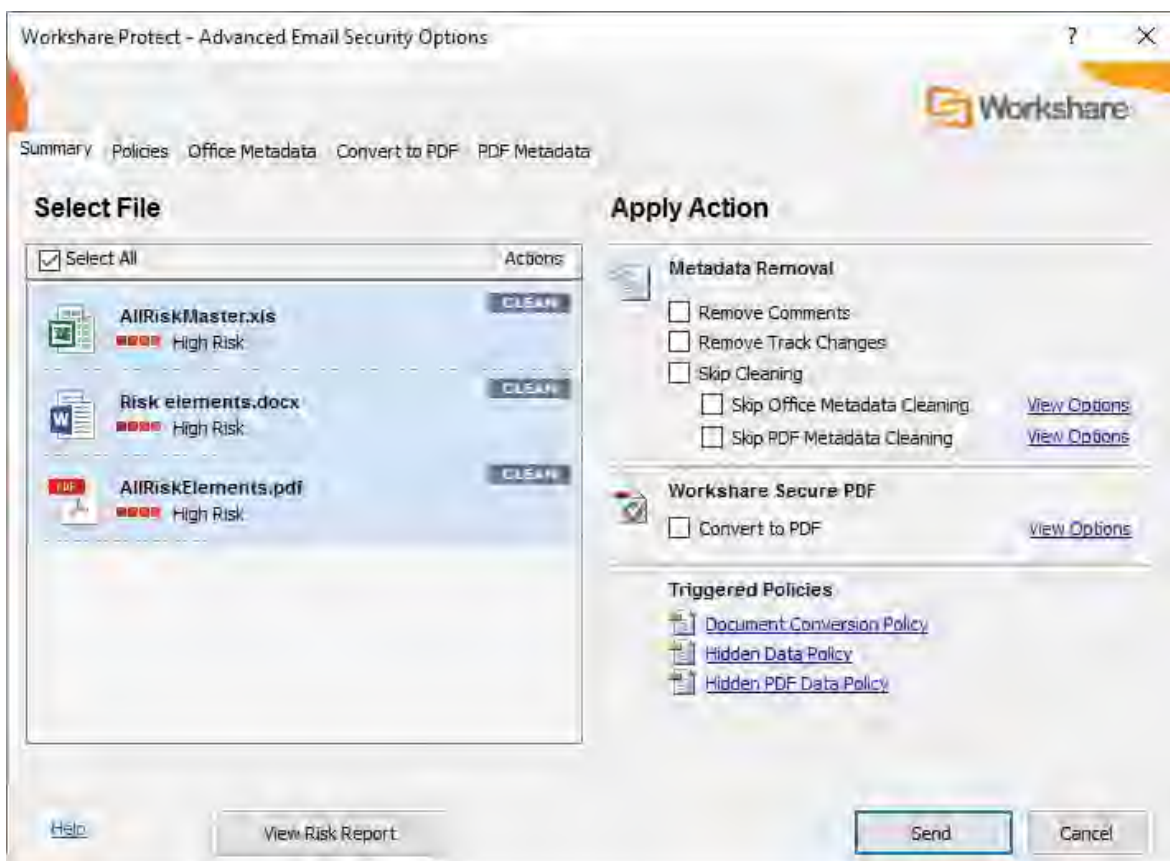 Workshare Protect - Advanced Email Security Options
?
Workshare
Summary Policies Office Metadata Convert to PDF PDF Metadata
Select File
Select All Actions
AllRiskMaster.xls CLEAN
High Risk
Risk elements.docx CLEAN
High Risk
PDF
AllRiskElements.pdf CLEAN
High Risk
Apply Action
Metadata Removal
Remove Comments
Remove Track Changes
Skip Cleaning
Skip Office Metadata Cleaning View Options
Skip PDF Metadata Cleaning View Options
Workshare Secure PDF
Convert to PDF View Options
Triggered Policies
Document Conversion Policy
Hidden Data Policy
Hidden PDF Data Policy
Help View Risk Report Send Cancel